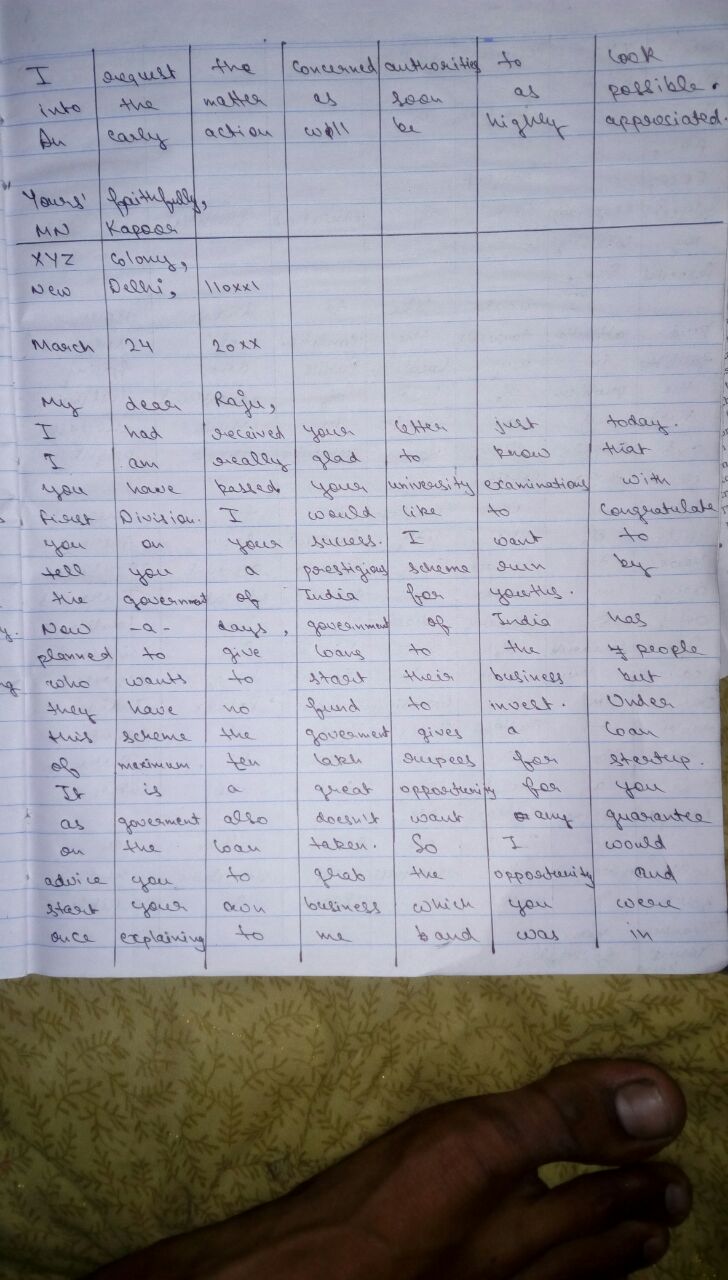 I request the concerned authorities to look
into the matter as soon as possible.
An early action will be highly appreciated.
Yours' faithfully,
MN Kapoor
XYZ Colony,
New Delhi, 110xx1
March 24 20xx
My dear Raju,
I had received your letter just today.
I am really glad to know that
you have passed your university examinations with
First Division. I would like to congratulate
you on your success. I want to
tell you a prestigious scheme run by
the government of India for youths.
Now -a- days, government of India has
planned to give loans to the people
who wants to start their business but
they have no fund to invest. Under
this scheme the goverment gives a loan
of maximum ten lakh rupees for startup.
It is a great opportunity for you
as goverment also doesn't want any guarantee
on the loan taken. So I would
advice you to grab the opportunity and
start your own business which you were
once explaining to me and was in